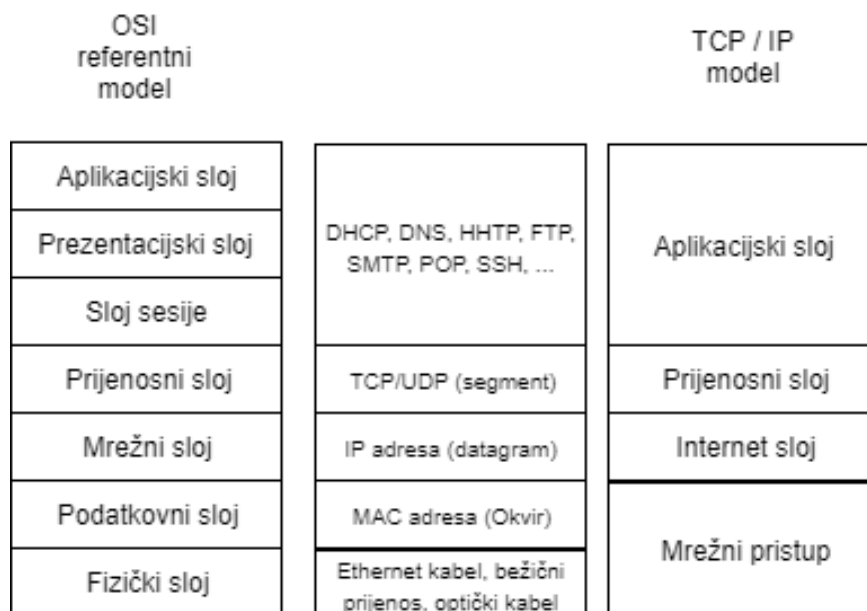 OSI
referentni
model
TCP / IP
model
Aplikacijski sloj
Prezentacijski sloj
Sloj sesije
Prijenosni sloj
Mrežni sloj
Podatkovni sloj
Fizički sloj
DHCP, DNS, HHTP, FTP,
SMTP, POP, SSH, ...
TCP/UDP (segment)
IP adresa (datagram)
MAC adresa (Okvir)
Ethernet kabel, bežični
prijenos, optički kabel
Aplikacijski sloj
Prijenosni sloj
Internet sloj
Mrežni pristup